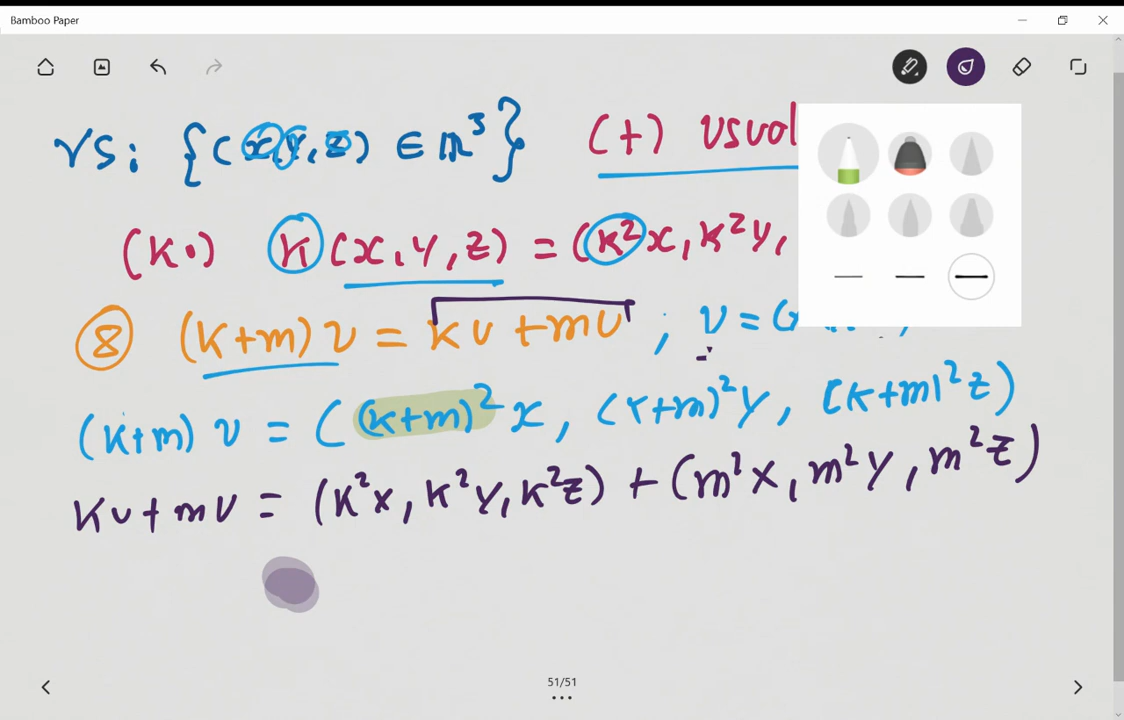 Bamboo Paper
VS: {(x,y,z) ∈ ℝ³} (+) usual
(K·) K(x,y,z) = (K²x, K²y,
⑧ (K+m)v = Kv + mv ; v =
(K+m) v = ((K+m)²x, (K+m)²y, (K+m)²z)
Kv+mv = (K²x, K²y, K²z) + (m²x, m²y, m²z)
51/51